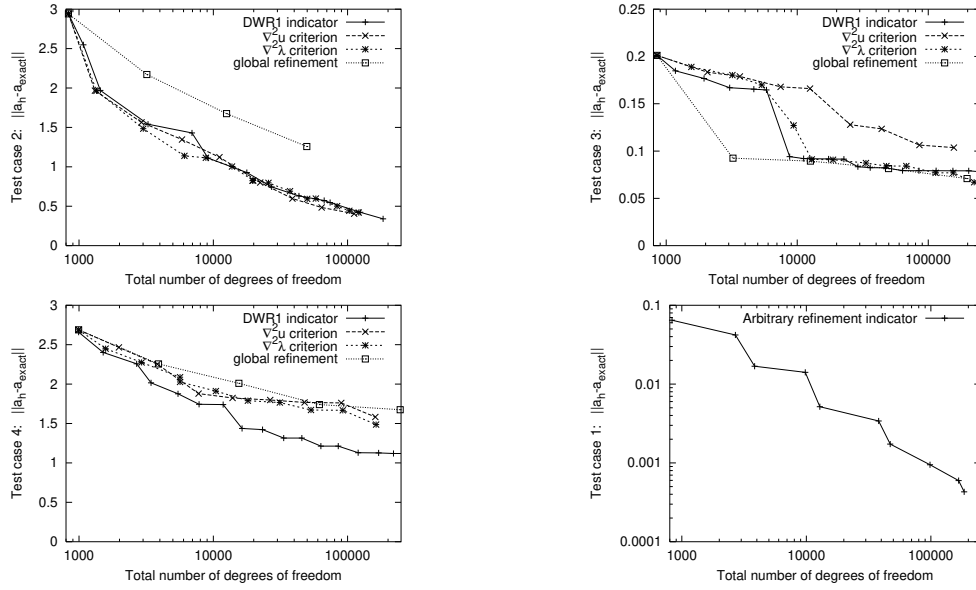 Test case 2: ||a_h-a_exact||
3
2.5
2
1.5
1
0.5
0
DWR1 indicator
∇²u criterion
∇²λ criterion
global refinement
1000 10000 100000
Total number of degrees of freedom
Test case 3: ||a_h-a_exact||
0.25
0.2
0.15
0.1
0.05
0
DWR1 indicator
∇²u criterion
∇²λ criterion
global refinement
1000 10000 100000
Total number of degrees of freedom
Test case 4: ||a_h-a_exact||
3
2.5
2
1.5
1
0.5
0
DWR1 indicator
∇²u criterion
∇²λ criterion
global refinement
1000 10000 100000
Total number of degrees of freedom
Test case 1: ||a_h-a_exact||
0.1
0.01
0.001
0.0001
Arbitrary refinement indicator
1000 10000 100000
Total number of degrees of freedom